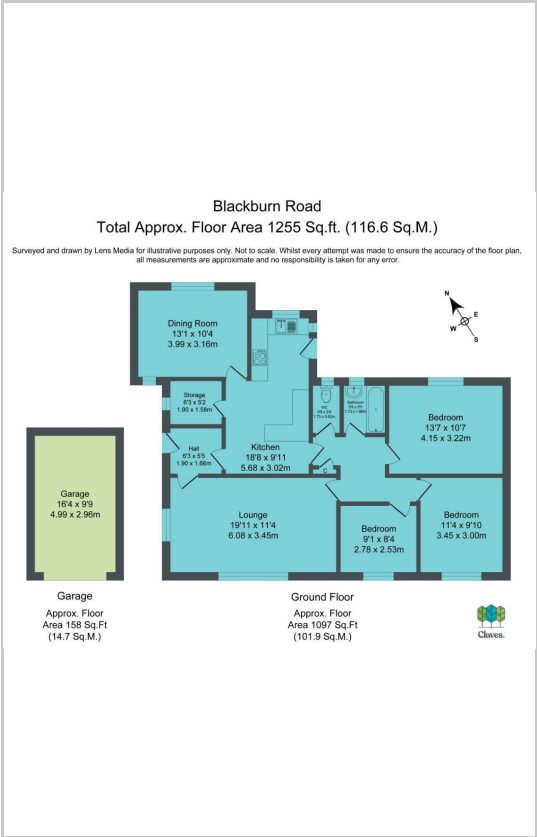 Blackburn Road
Total Approx. Floor Area 1255 Sq.ft. (116.6 Sq.M.)
Surveyed and drawn by Lens Media for illustrative purposes only. Not to scale. Whilst every attempt was made to ensure the accuracy of the floor plan,
all measurements are approximate and no responsibility is taken for any error.
N
E
W
S
Dining Room
13'1 x 10'4
3.99 x 3.16m
Storage
6'3 x 5'2
1.90 x 1.58m
Hall
6'3 x 5'5
1.90 x 1.66m
Kitchen
18'8 x 9'11
5.68 x 3.02m
WC
Bathroom
C
Bedroom
13'7 x 10'7
4.15 x 3.22m
Garage
16'4 x 9'9
4.99 x 2.96m
Lounge
19'11 x 11'4
6.08 x 3.45m
Bedroom
9'1 x 8'4
2.78 x 2.53m
Bedroom
11'4 x 9'10
3.45 x 3.00m
Garage
Approx. Floor
Area 158 Sq.Ft
(14.7 Sq.M.)
Ground Floor
Approx. Floor
Area 1097 Sq.Ft
(101.9 Sq.M.)
Claves.